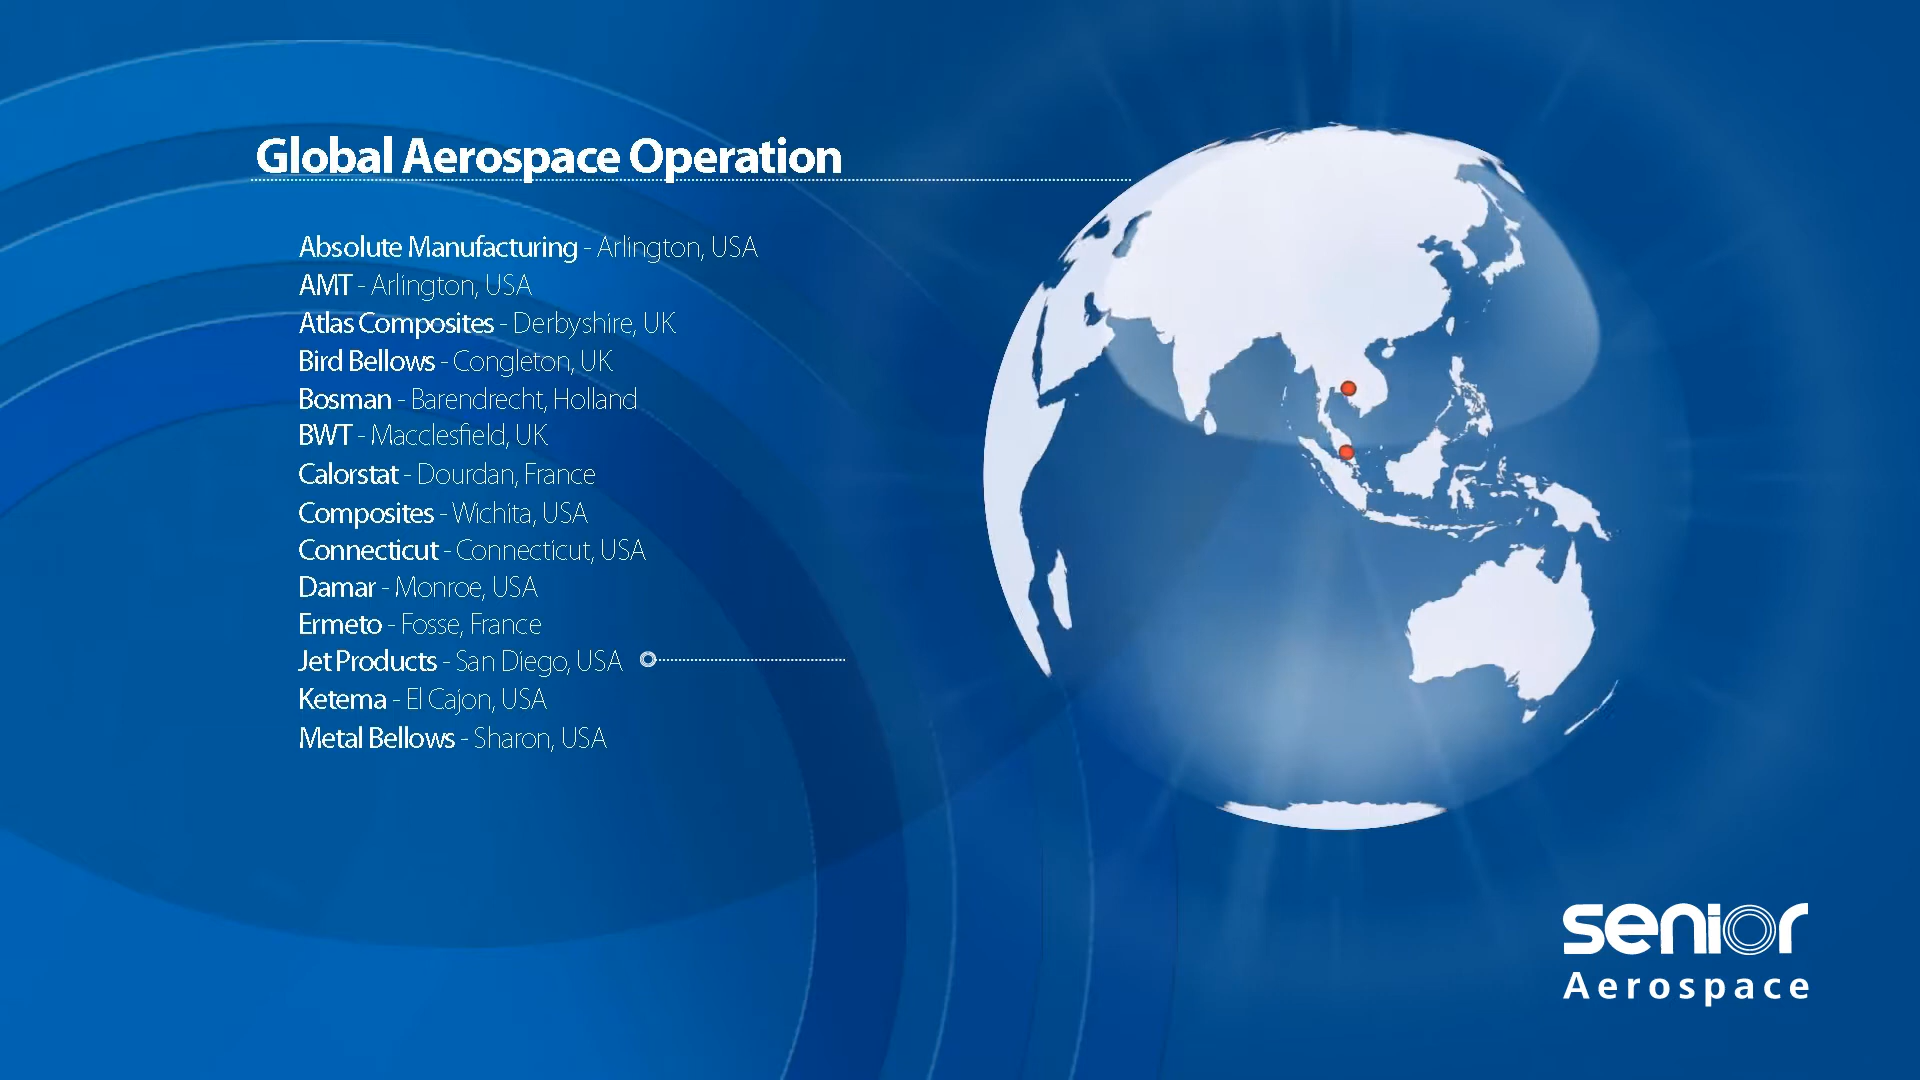 Global Aerospace Operation
Absolute Manufacturing - Arlington, USA
AMT - Arlington, USA
Atlas Composites - Derbyshire, UK
Bird Bellows - Congleton, UK
Bosman - Barendrecht, Holland
BWT - Macclesfield, UK
Calorstat - Dourdan, France
Composites - Wichita, USA
Connecticut - Connecticut, USA
Damar - Monroe, USA
Ermeto - Fosse, France
Jet Products - San Diego, USA
Ketema - El Cajon, USA
Metal Bellows - Sharon, USA
senior
Aerospace